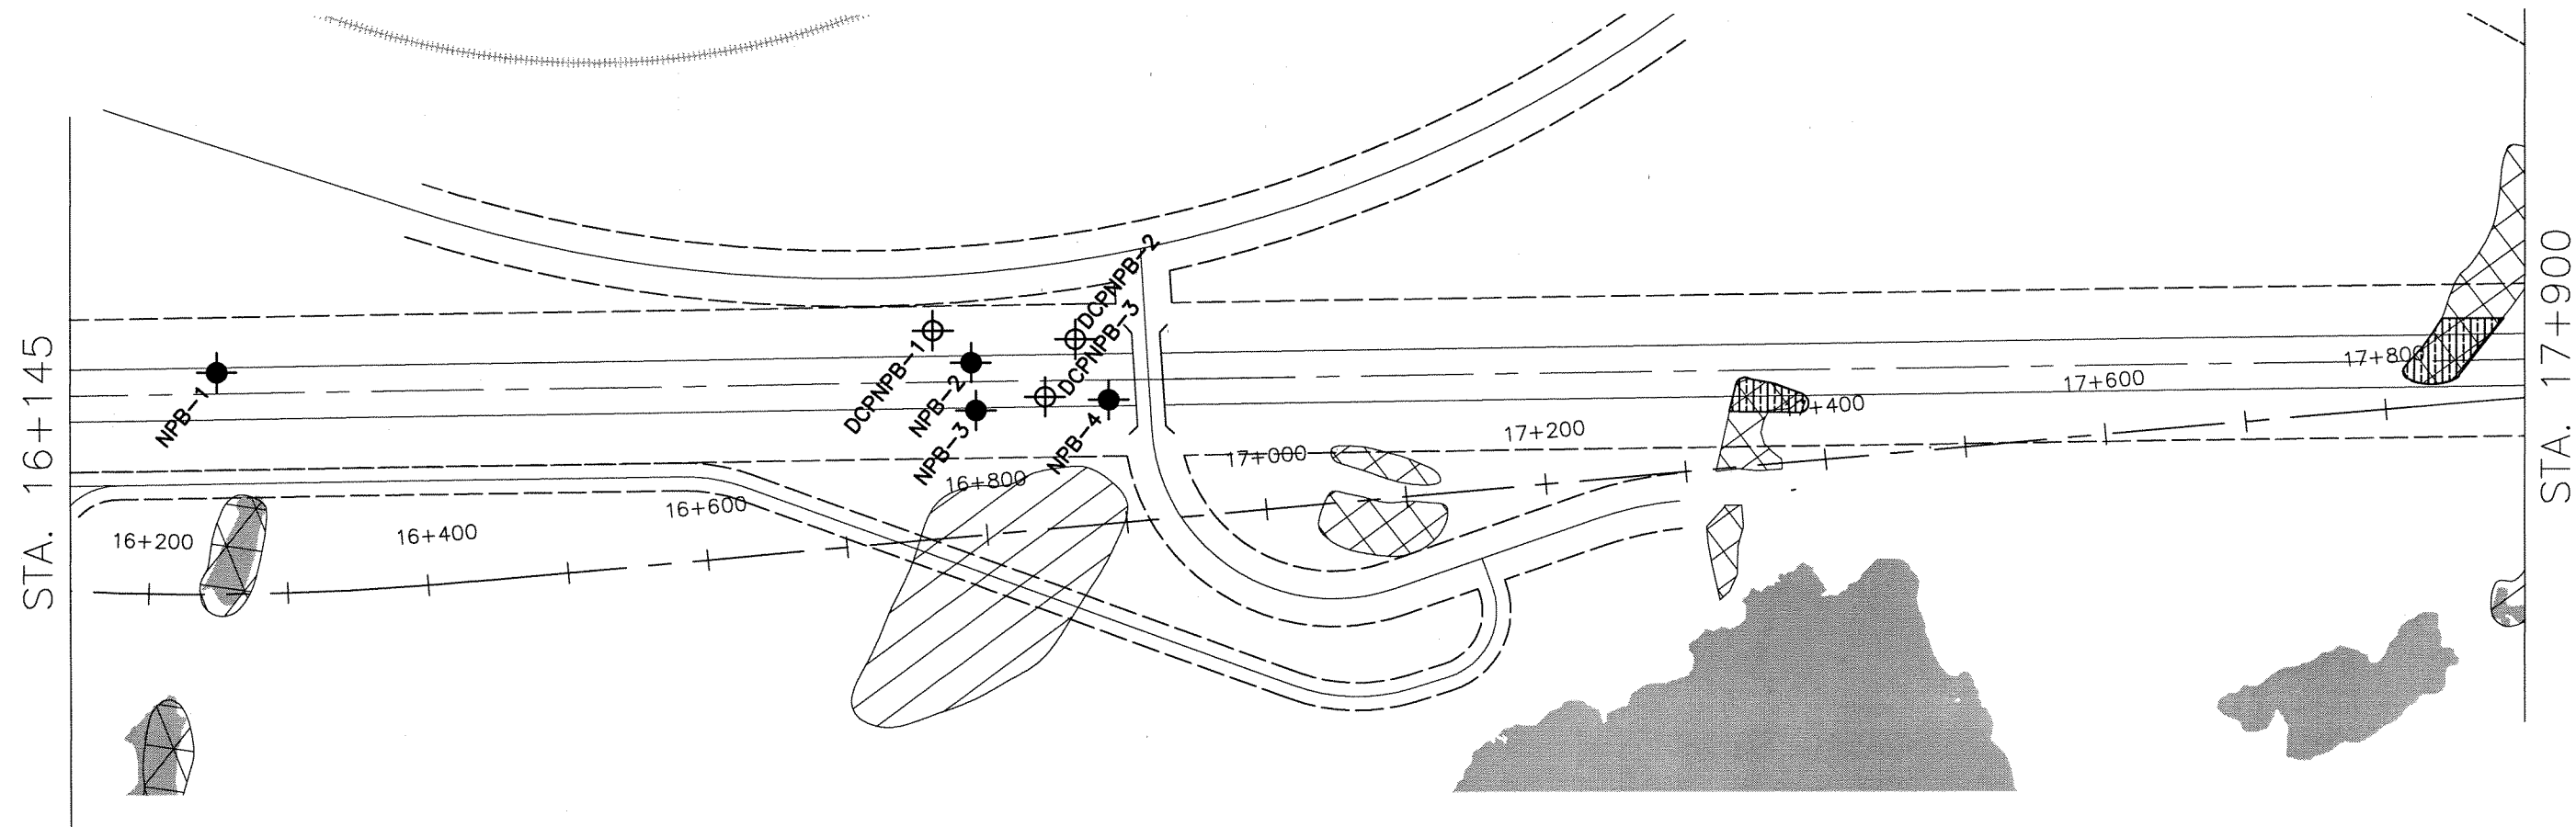 STA. 16+145
STA. 17+900
DCPNPB-2
DCPNPB-3
DCPNPB-1
NPB-1
NPB-2
NPB-3
NPB-4
16+200
16+400
16+600
16+800
17+000
17+200
+400
17+600
17+800